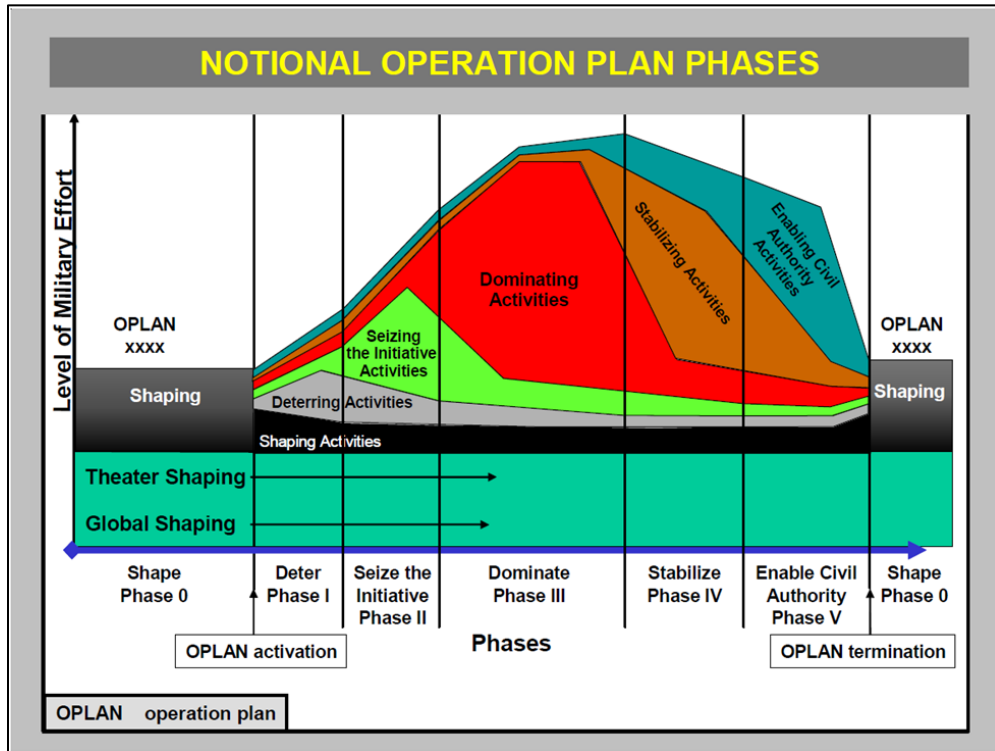 NOTIONAL OPERATION PLAN PHASES
Level of Military Effort
OPLAN
xxxx
Shaping
Enabling Civil
Authority
Activities
Stabilizing Activities
Dominating
Activities
Seizing
the Initiative
Activities
Deterring Activities
Shaping Activities
OPLAN
xxxx
Shaping
Theater Shaping
Global Shaping
Shape
Phase 0
Deter
Phase I
Seize the
Initiative
Phase II
Dominate
Phase III
Stabilize
Phase IV
Enable Civil
Authority
Phase V
Shape
Phase 0
OPLAN activation
Phases
OPLAN termination
OPLAN operation plan